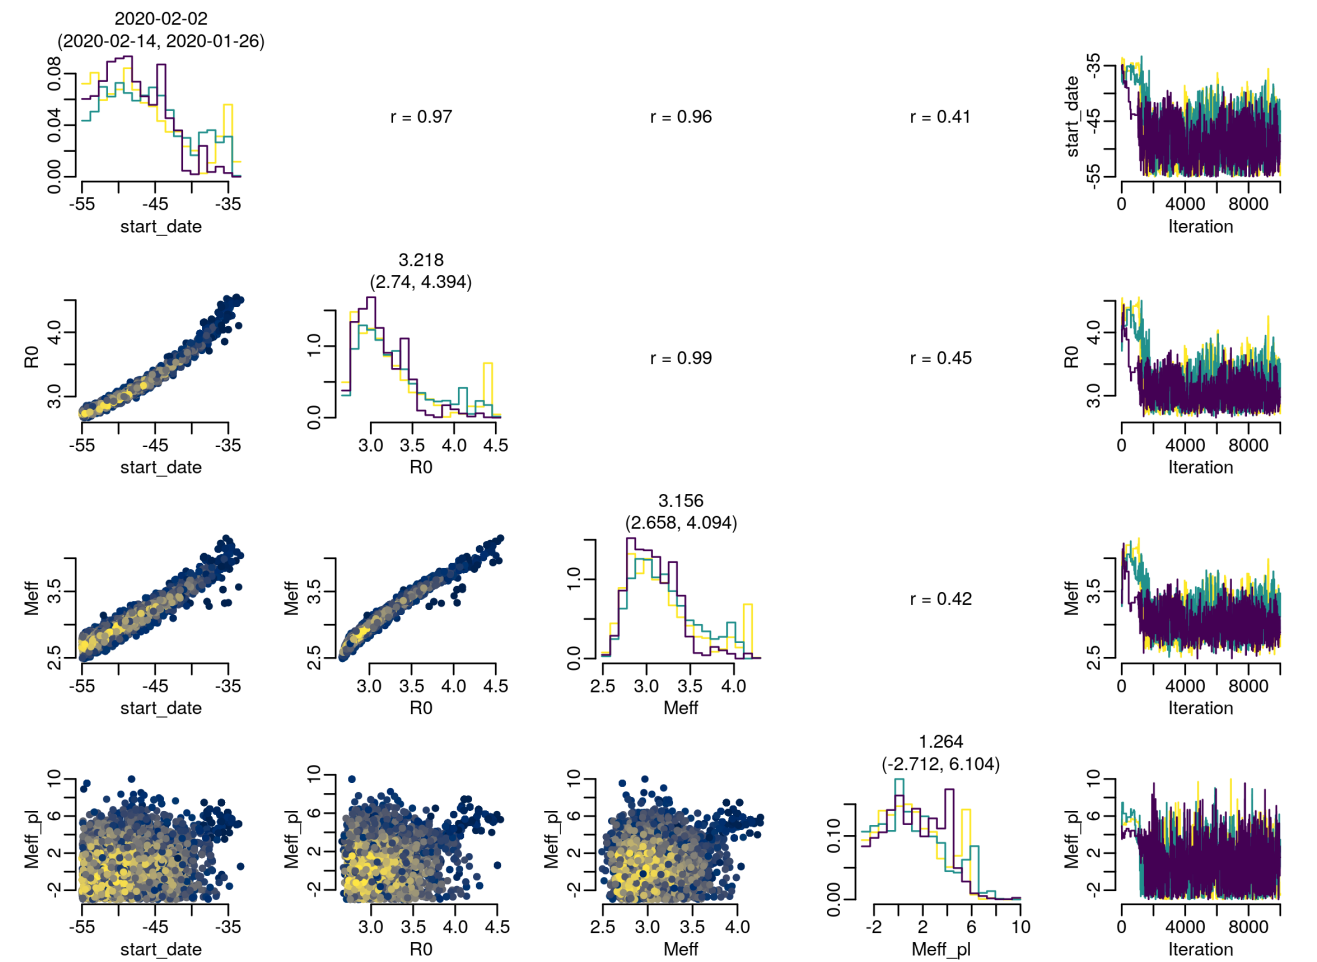 2020-02-02
(2020-02-14, 2020-01-26)
0.00 0.04 0.08
-55 -45 -35
start_date
r = 0.97
r = 0.96
r = 0.41
start_date
-55 -45 -35
0 4000 8000
Iteration
R0
3.0 4.0
-55 -45 -35
start_date
3.218
(2.74, 4.394)
0.0 1.0
3.0 3.5 4.0 4.5
R0
r = 0.99
r = 0.45
R0
3.0 4.0
0 4000 8000
Iteration
Meff
2.5 3.5
-55 -45 -35
start_date
Meff
2.5 3.5
3.0 3.5 4.0 4.5
R0
3.156
(2.658, 4.094)
0.0 1.0
2.5 3.0 3.5 4.0
Meff
r = 0.42
Meff
2.5 3.5
0 4000 8000
Iteration
Meff_pl
-2 2 6 10
-55 -45 -35
start_date
Meff_pl
-2 2 6 10
3.0 3.5 4.0 4.5
R0
Meff_pl
-2 2 6 10
2.5 3.0 3.5 4.0
Meff
1.264
(-2.712, 6.104)
0.00 0.10
-2 2 6 10
Meff_pl
Meff_pl
-2 2 6 10
0 4000 8000
Iteration